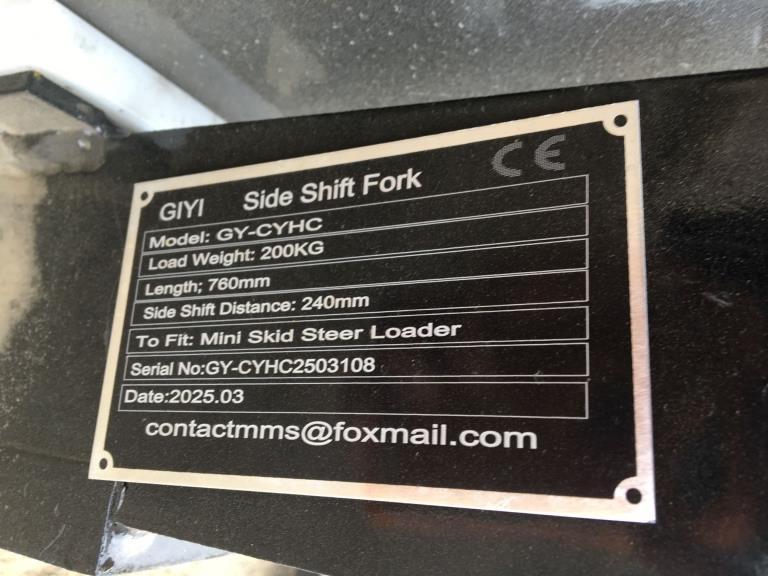 CE
GIYI Side Shift Fork
Model: GY-CYHC
Load Weight: 200KG
Length; 760mm
Side Shift Distance: 240mm
To Fit: Mini Skid Steer Loader
Serial No:GY-CYHC2503108
Date:2025.03
contactmms@foxmail.com